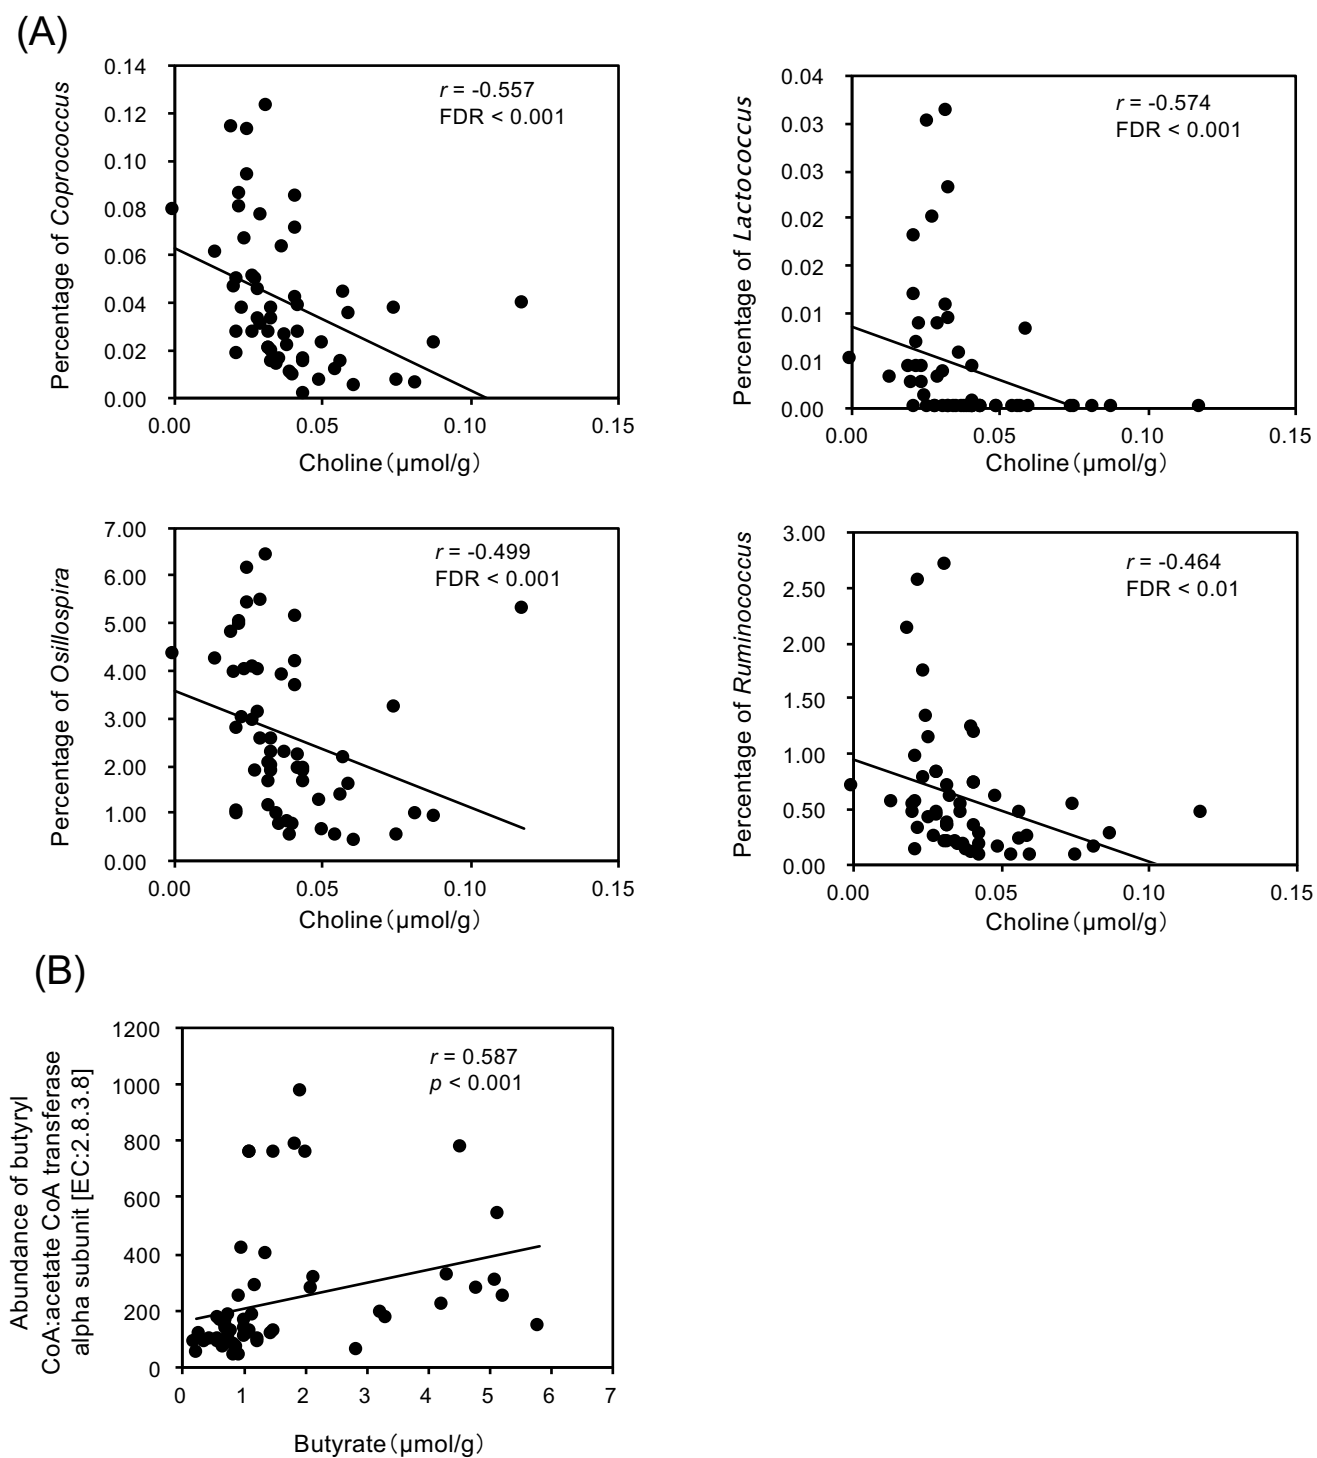 (A)
0.14
0.12
0.10
0.08
0.06
0.04
0.02
0.00
Percentage of Coprococcus
r = -0.557
FDR < 0.001
0.00 0.05 0.10 0.15
Choline(μmol/g)
0.04
0.03
0.03
0.02
0.02
0.01
0.01
0.00
Percentage of Lactococcus
r = -0.574
FDR < 0.001
0.00 0.05 0.10 0.15
Choline(μmol/g)
7.00
6.00
5.00
4.00
3.00
2.00
1.00
0.00
Percentage of Osillospira
r = -0.499
FDR < 0.001
0.00 0.05 0.10 0.15
Choline(μmol/g)
3.00
2.50
2.00
1.50
1.00
0.50
0.00
Percentage of Ruminococcus
r = -0.464
FDR < 0.01
0.00 0.05 0.10 0.15
Choline(μmol/g)
(B)
1200
1000
800
600
400
200
0
Abundance of butyryl
CoA:acetate CoA transferase
alpha subunit [EC:2.8.3.8]
r = 0.587
p < 0.001
0 1 2 3 4 5 6 7
Butyrate(μmol/g)